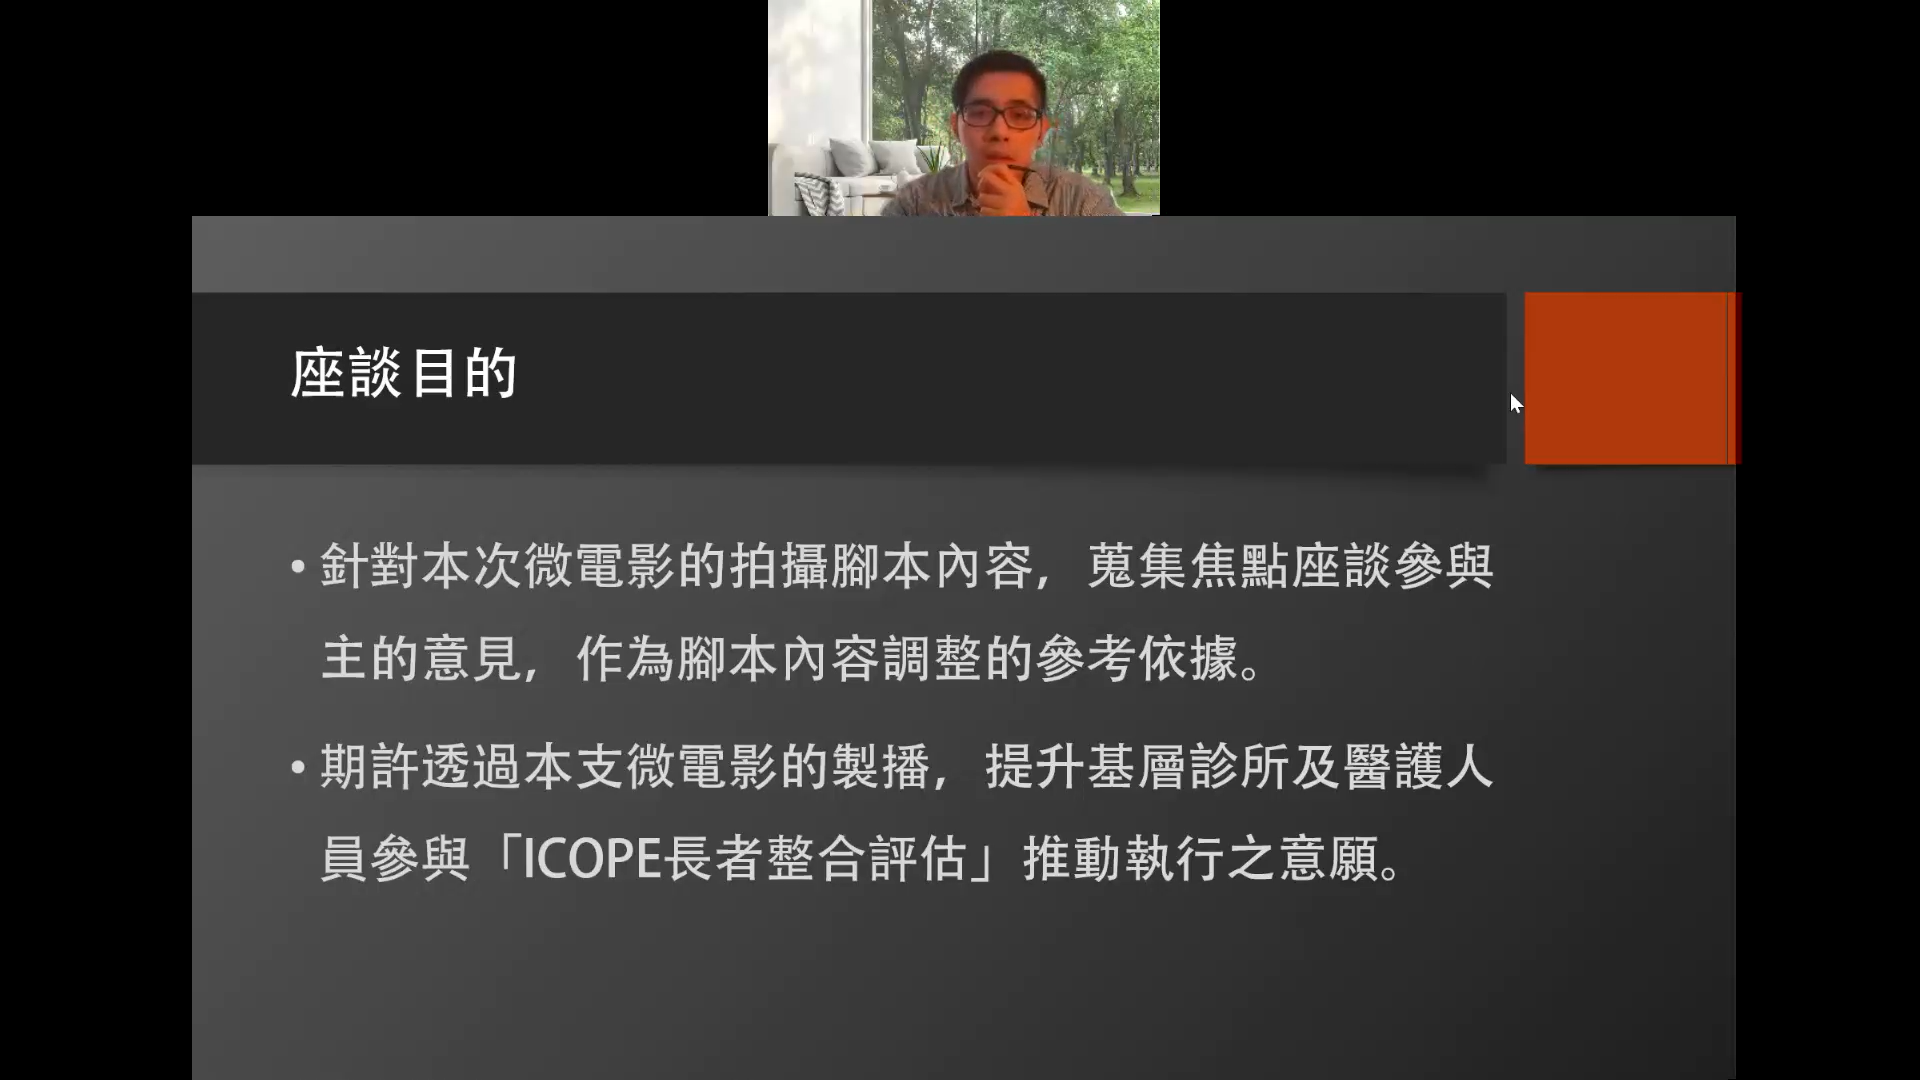 座談目的
•針對本次微電影的拍攝腳本內容，蒐集焦點座談參與
主的意見，作為腳本內容調整的參考依據。
•期許透過本支微電影的製播，提升基層診所及醫護人
員參與「ICOPE長者整合評估」推動執行之意願。